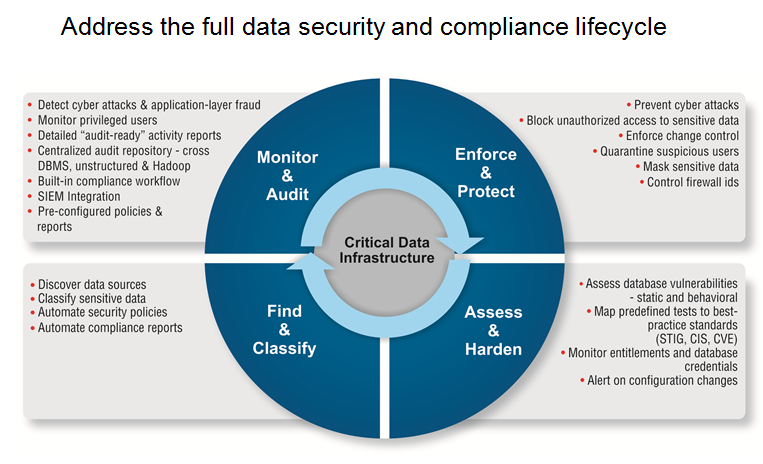 Address the full data security and compliance lifecycle
• Detect cyber attacks & application-layer fraud
• Monitor privileged users
• Detailed “audit-ready” activity reports
• Centralized audit repository - cross
DBMS, unstructured & Hadoop
• Built-in compliance workflow
• SIEM Integration
• Pre-configured policies &
reports
Monitor
&
Audit
Enforce
&
Protect
• Prevent cyber attacks
• Block unauthorized access to sensitive data
• Enforce change control
• Quarantine suspicious users
• Mask sensitive data
• Control firewall ids
Critical Data
Infrastructure
• Discover data sources
• Classify sensitive data
• Automate security policies
• Automate compliance reports
Find
&
Classify
Assess
&
Harden
• Assess database vulnerabilities
- static and behavioral
• Map predefined tests to best-
practice standards
(STIG, CIS, CVE)
• Monitor entitlements and database
credentials
• Alert on configuration changes